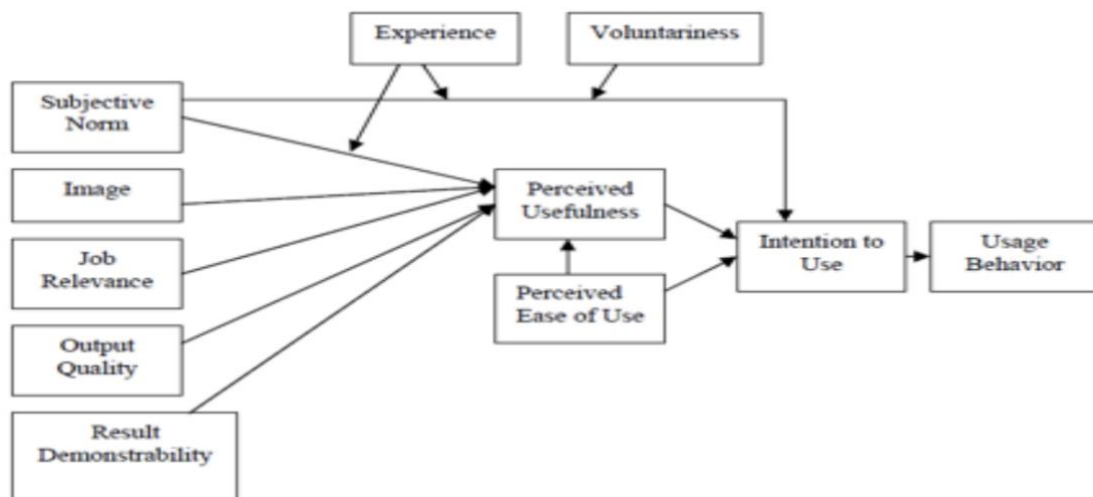 Experience
Voluntariness
Subjective
Norm
Image
Perceived
Usefulness
Job
Relevance
Intention to
Use
Usage
Behavior
Perceived
Ease of Use
Output
Quality
Result
Demonstrability